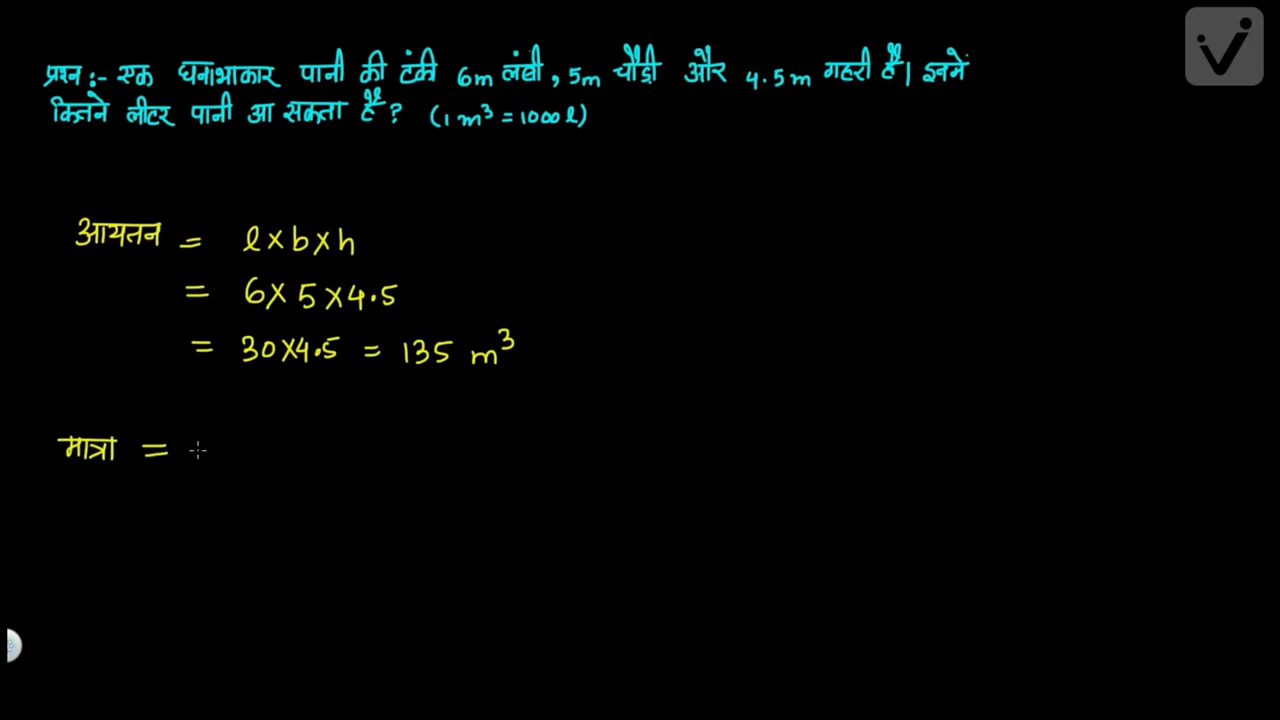 प्रश्न :- एक घनाभाकार पानी की टंकी 6m लंबी, 5m चौड़ी और 4.5m गहरी है। इसमें
कितने लीटर पानी आ सकता है? (1 m³ = 1000 l)
आयतन = l×b×h
= 6×5×4.5
= 30×4.5 = 135 m³
मात्रा =